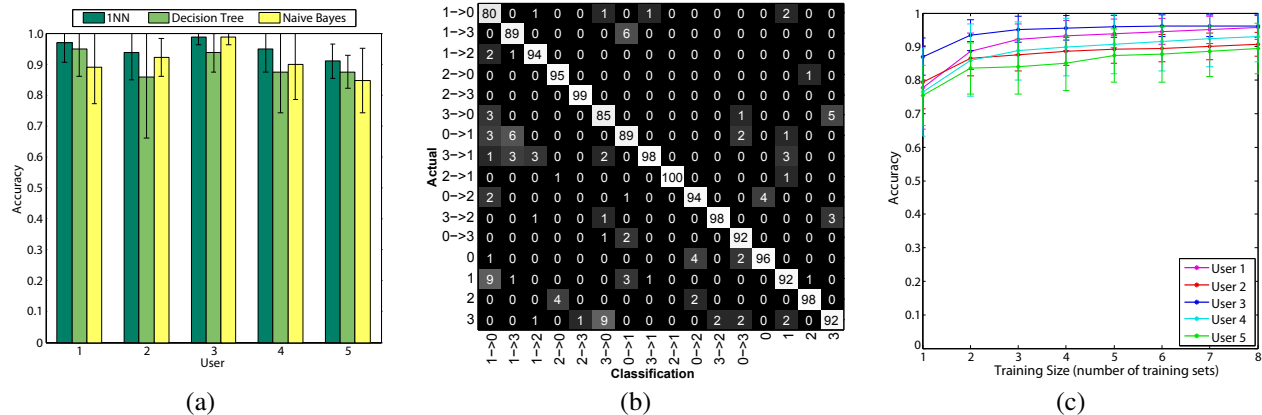 1NN Decision Tree Naive Bayes
1.0
0.9
0.8
0.7
0.6
0.5
0.4
0.3
0.2
0.1
0
Accuracy
1 2 3 4 5
User
(a)
Actual
1->0 80 0 1 0 0 1 0 1 0 0 0 0 0 2 0 0
1->3 0 89 0 0 0 0 6 0 0 0 0 0 0 0 0 0
1->2 2 1 94 0 0 0 0 0 0 0 0 0 0 0 0 0
2->0 0 0 0 95 0 0 0 0 0 0 0 0 0 0 1 0
2->3 0 0 0 0 99 0 0 0 0 0 0 0 0 0 0 0
3->0 3 0 0 0 0 85 0 0 0 0 0 1 0 0 0 5
0->1 3 6 0 0 0 0 89 0 0 0 0 2 0 1 0 0
3->1 1 3 3 0 0 2 0 98 0 0 0 0 0 3 0 0
2->1 0 0 0 1 0 0 0 0 100 0 0 0 0 1 0 0
0->2 2 0 0 0 0 0 1 0 0 94 0 0 4 0 0 0
3->2 0 0 1 0 0 1 0 0 0 0 98 0 0 0 0 3
0->3 0 0 0 0 0 1 2 0 0 0 0 92 0 0 0 0
0 1 0 0 0 0 0 0 0 0 4 0 2 96 0 0 0
1 9 1 0 0 0 0 3 1 0 0 0 0 0 92 1 0
2 0 0 0 4 0 0 0 0 0 2 0 0 0 0 98 0
3 0 0 1 0 1 9 0 0 0 0 2 2 0 2 0 92
1->0 1->3 1->2 2->0 2->3 3->0 0->1 3->1 2->1 0->2 3->2 0->3 0 1 2 3
Classification
(b)
Accuracy
1
0.9
0.8
0.7
0.6
0.5
0.4
0.3
0.2
0.1
0
User 1
User 2
User 3
User 4
User 5
1 2 3 4 5 6 7 8
Training Size (number of training sets)
(c)